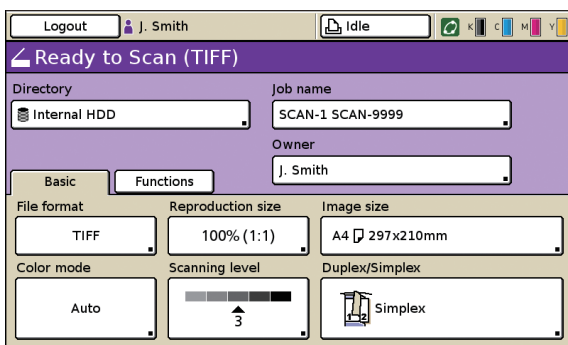 Logout J. Smith Idle K C M Y
Ready to Scan (TIFF)
Directory Job name
Internal HDD SCAN-1 SCAN-9999
Owner
J. Smith
Basic Functions
File format Reproduction size Image size
TIFF 100% (1:1) A4 297x210mm
Color mode Scanning level Duplex/Simplex
Auto 3 1 2 Simplex